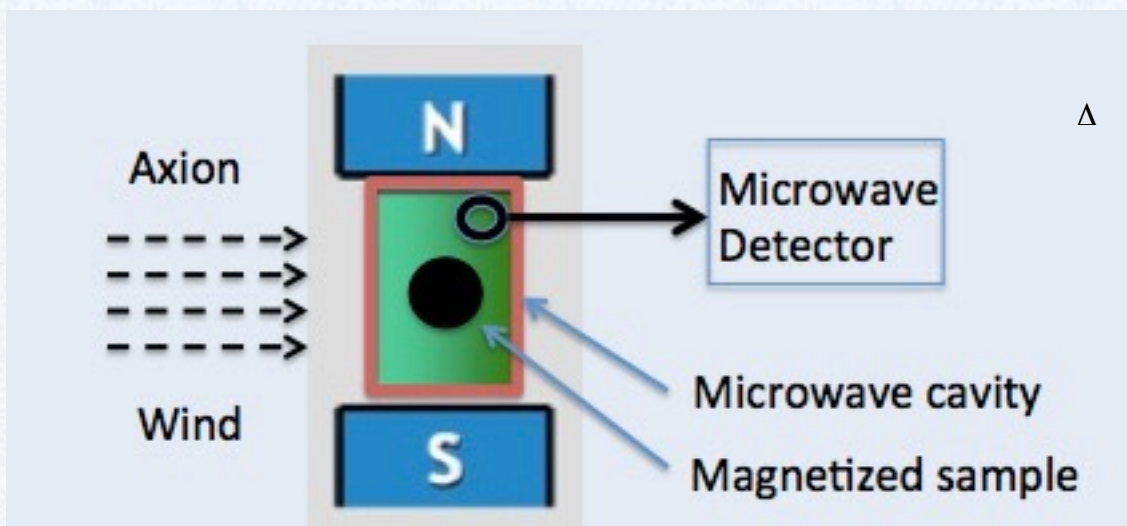 N
Δ
Axion
Microwave
Detector
Wind
Microwave cavity
S
Magnetized sample